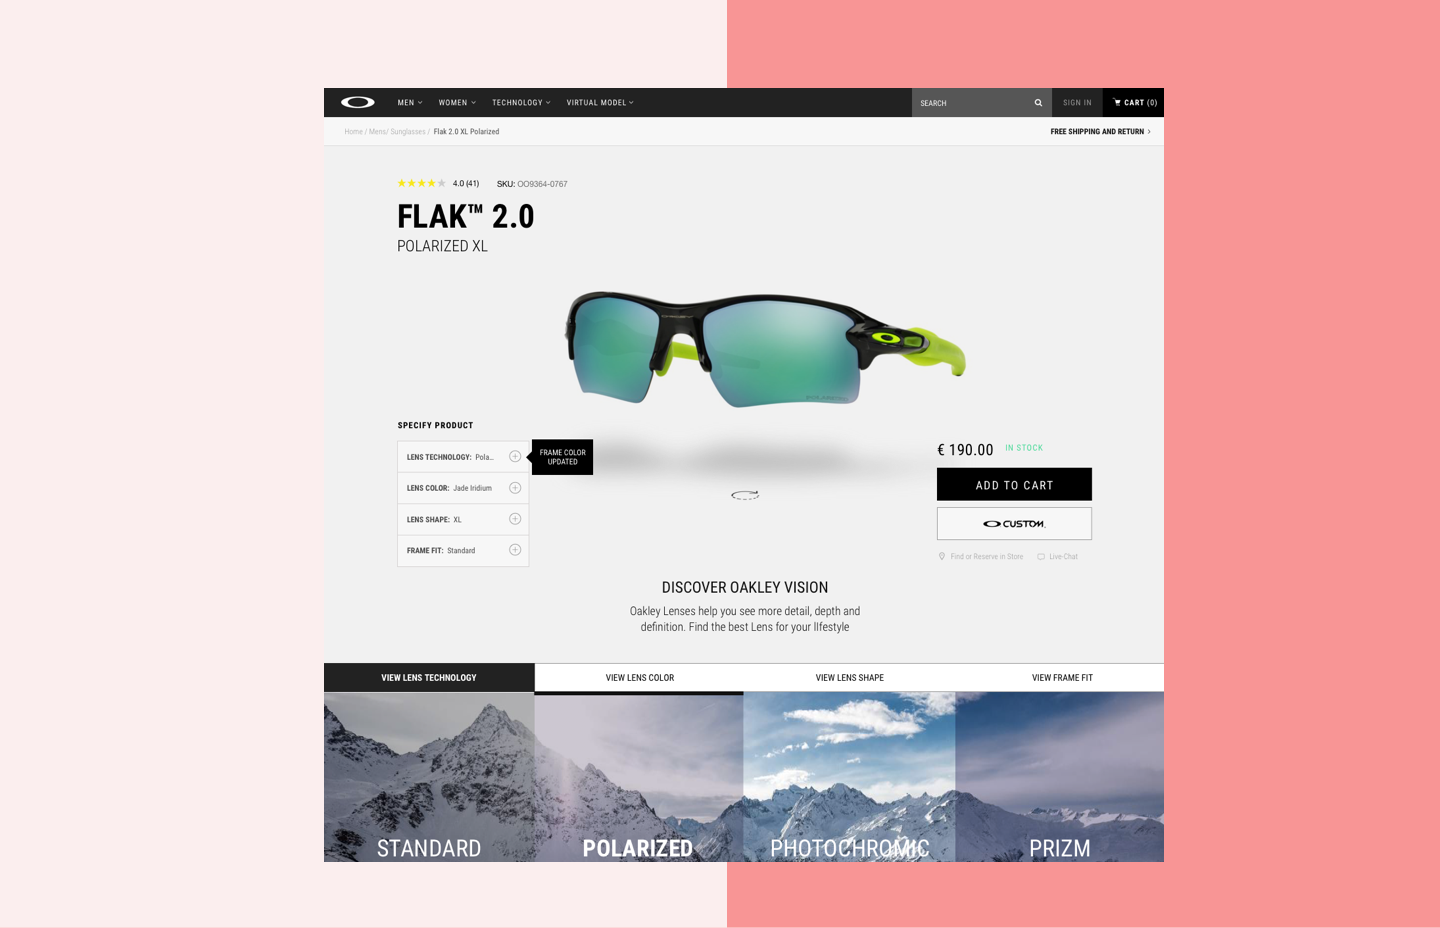 MEN
WOMEN
TECHNOLOGY
VIRTUAL MODEL
SEARCH
SIGN IN
CART (0)
Home / Mens/ Sunglasses / Flak 2.0 XL Polarized
FREE SHIPPING AND RETURN
4.0 (41)
SKU: OO9364-0767
FLAK™ 2.0
POLARIZED XL
SPECIFY PRODUCT
LENS TECHNOLOGY: Pola...
FRAME COLOR
UPDATED
LENS COLOR: Jade Iridium
LENS SHAPE: XL
FRAME FIT: Standard
€ 190.00
IN STOCK
ADD TO CART
CUSTOM
Find or Reserve in Store
Live Chat
DISCOVER OAKLEY VISION
Oakley Lenses help you see more detail, depth and
definition. Find the best Lens for your lIfestyle
VIEW LENS TECHNOLOGY
VIEW LENS COLOR
VIEW LENS SHAPE
VIEW FRAME FIT
STANDARD
POLARIZED
PHOTOCHROMIC
PRIZM